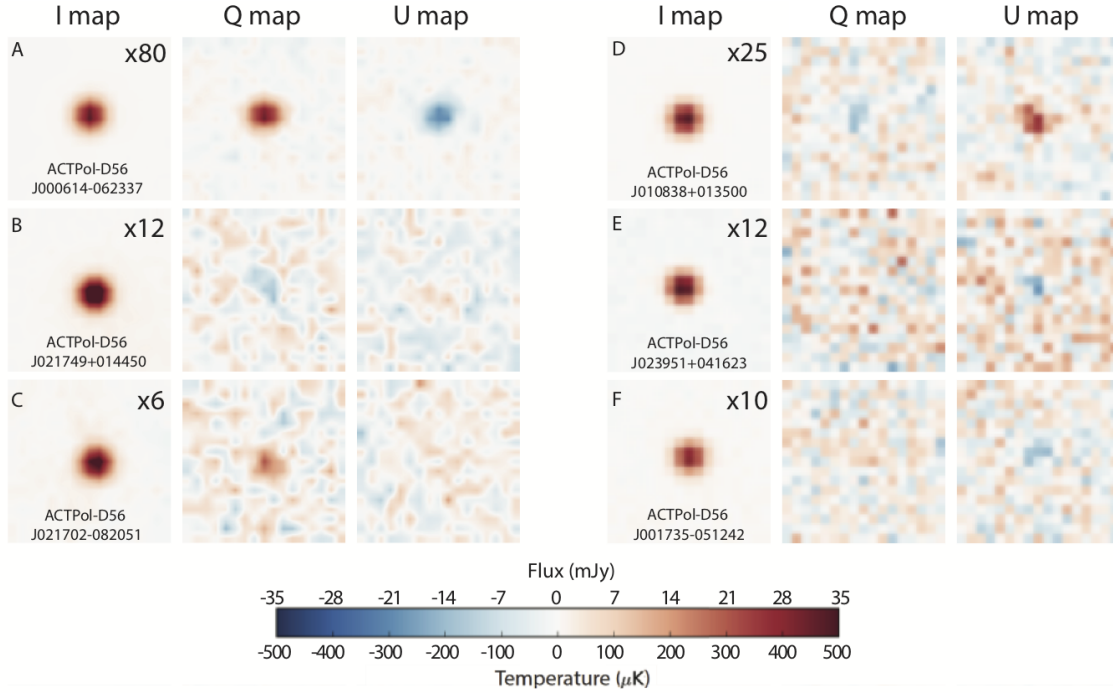 I map Q map U map I map Q map U map
A x80 D x25
ACTPol-D56 ACTPol-D56
J000614-062337 J010838+013500
B x12 E x12
ACTPol-D56 ACTPol-D56
J021749+014450 J023951+041623
C x6 F x10
ACTPol-D56 ACTPol-D56
J021702-082051 J001735-051242
Flux (mJy)
-35 -28 -21 -14 -7 0 7 14 21 28 35
-500 -400 -300 -200 -100 0 100 200 300 400 500
Temperature (μK)